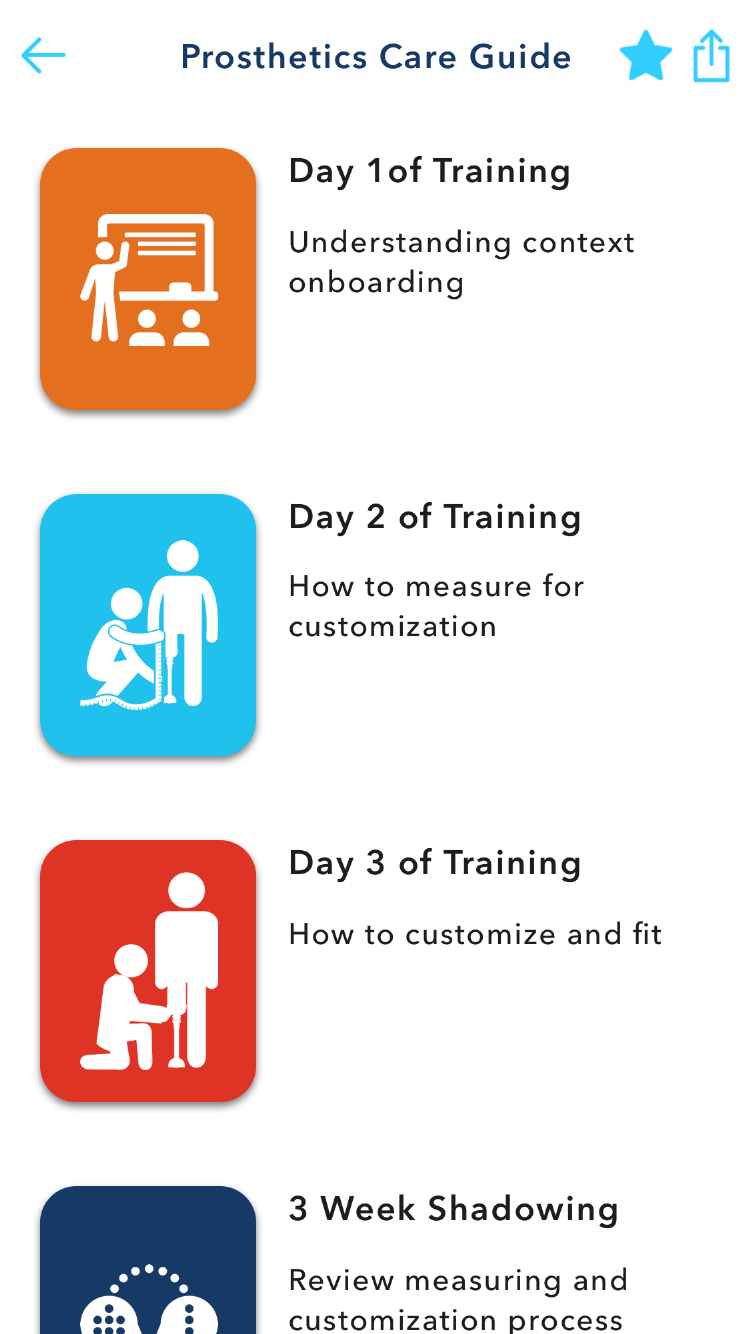 Prosthetics Care Guide
Day 1of Training
Understanding context
onboarding
Day 2 of Training
How to measure for
customization
Day 3 of Training
How to customize and fit
3 Week Shadowing
Review measuring and
customization process